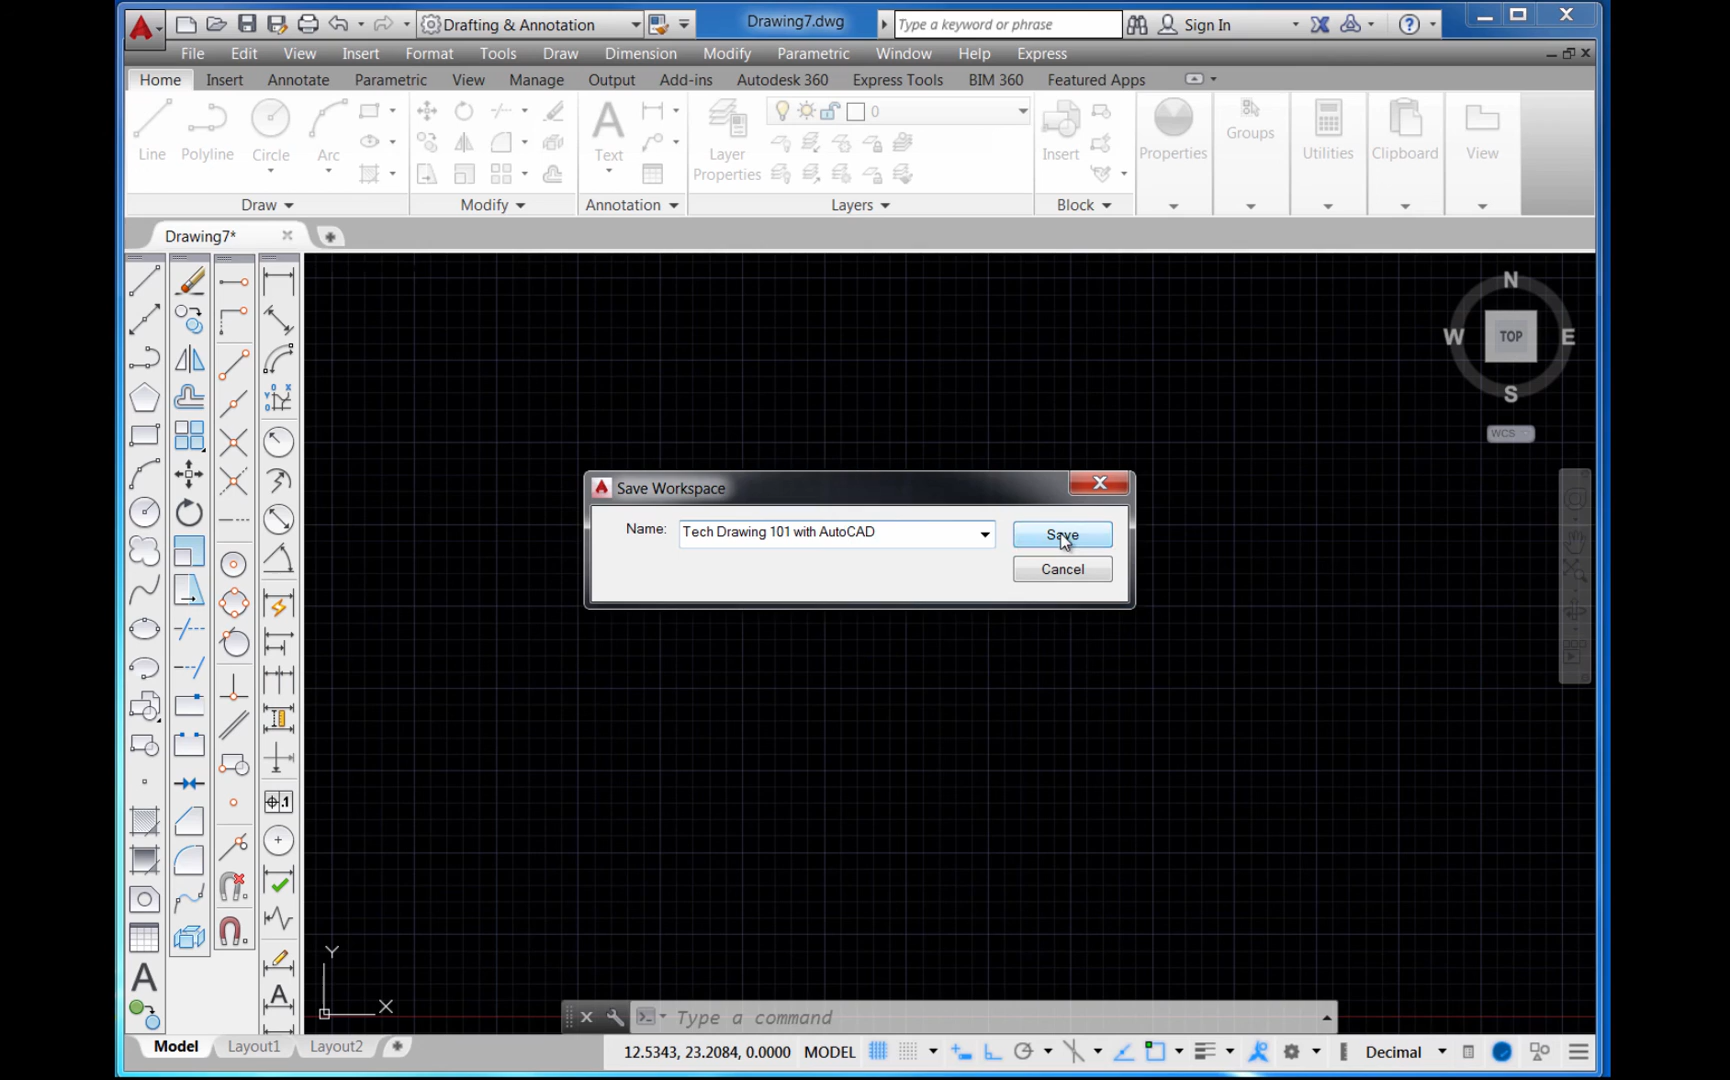 Drafting & Annotation
Drawing7.dwg
Type a keyword or phrase
Sign In
File Edit View Insert Format Tools Draw Dimension Modify Parametric Window Help Express
Home Insert Annotate Parametric View Manage Output Add-ins Autodesk 360 Express Tools BIM 360 Featured Apps
0
Line Polyline Circle Arc
Text
Layer Properties
Insert
Properties
Groups
Utilities
Clipboard
View
Draw Modify Annotation Layers Block
Drawing7*
N
W TOP E
S
WCS
Save Workspace
Name: Tech Drawing 101 with AutoCAD
Save
Cancel
Y
X
Type a command
Model Layout1 Layout2
12.5343, 23.2084, 0.0000 MODEL
Decimal